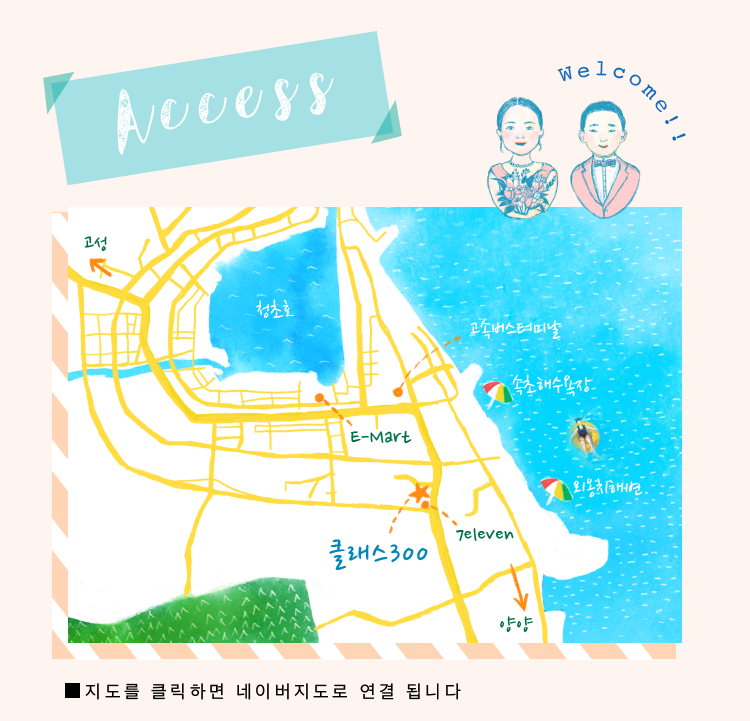 Access
Welcome!!
고성
청초호
고속버스터미날
속초해수욕장
E-Mart
외옹치해변
클래스300
7eleven
양양
■지도를 클릭하면 네이버지도로 연결 됩니다